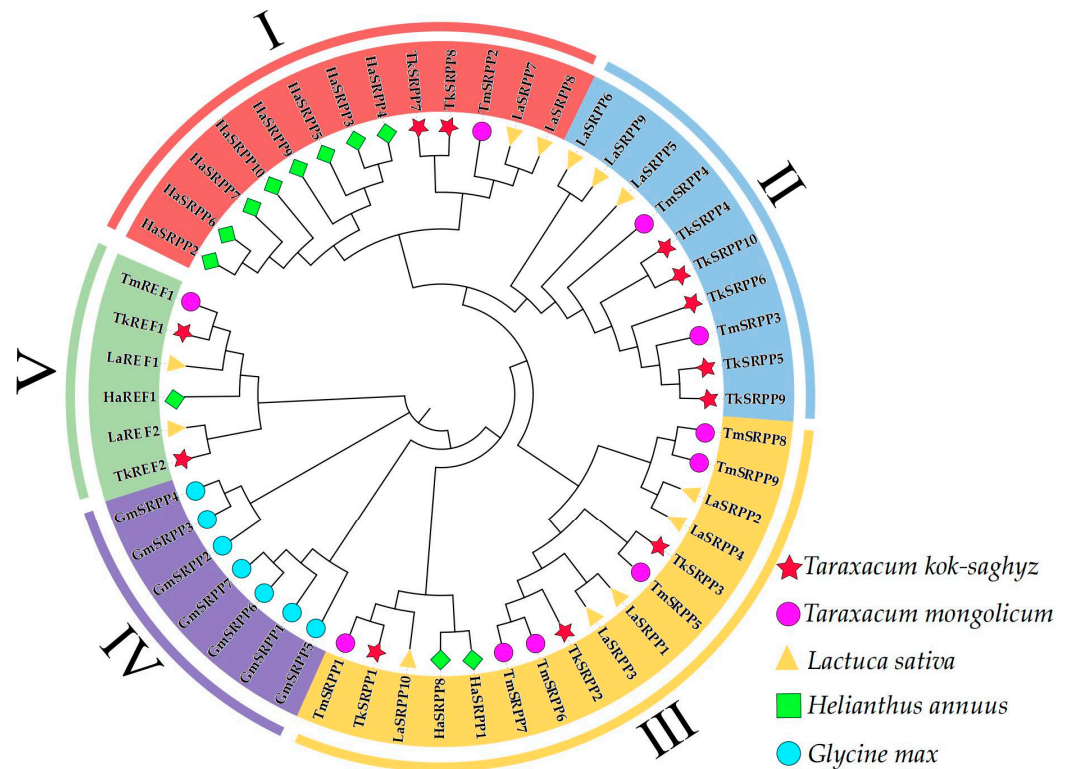 I
II
III
IV
V
HaSRPP2
HaSRPP6
HaSRPP7
HaSRPP10
HaSRPP9
HaSRPP5
HaSRPP3
HaSRPP4
TkSRPP7
TkSRPP8
TmSRPP2
LaSRPP7
LaSRPP8
LaSRPP6
LaSRPP9
LaSRPP5
TmSRPP4
TkSRPP4
TkSRPP10
TkSRPP6
TmSRPP3
TkSRPP5
TkSRPP9
TmSRPP8
TmSRPP9
LaSRPP2
LaSRPP4
TkSRPP3
TmSRPP5
LaSRPP1
LaSRPP3
TkSRPP2
TmSRPP6
TmSRPP7
HaSRPP1
HaSRPP8
LaSRPP10
TkSRPP1
TmSRPP1
GmSRPP5
GmSRPP1
GmSRPP6
GmSRPP7
GmSRPP2
GmSRPP3
GmSRPP4
TkREF2
LaREF2
HaREF1
LaREF1
TkREF1
TmREF1
Taraxacum kok-saghyz
Taraxacum mongolicum
Lactuca sativa
Helianthus annuus
Glycine max